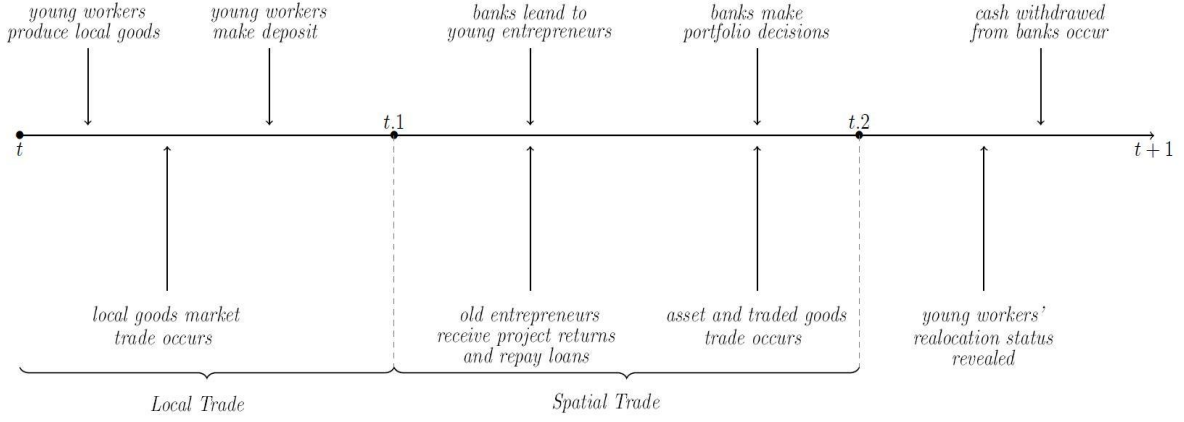 young workers
produce local goods
young workers
make deposit
banks leand to
young entrepreneurs
banks make
portfolio decisions
cash withdrawed
from banks occur
t
t.1
t.2
t + 1
local goods market
trade occurs
old entrepreneurs
receive project returns
and repay loans
asset and traded goods
trade occurs
young workers'
realocation status
revealed
Local Trade
Spatial Trade